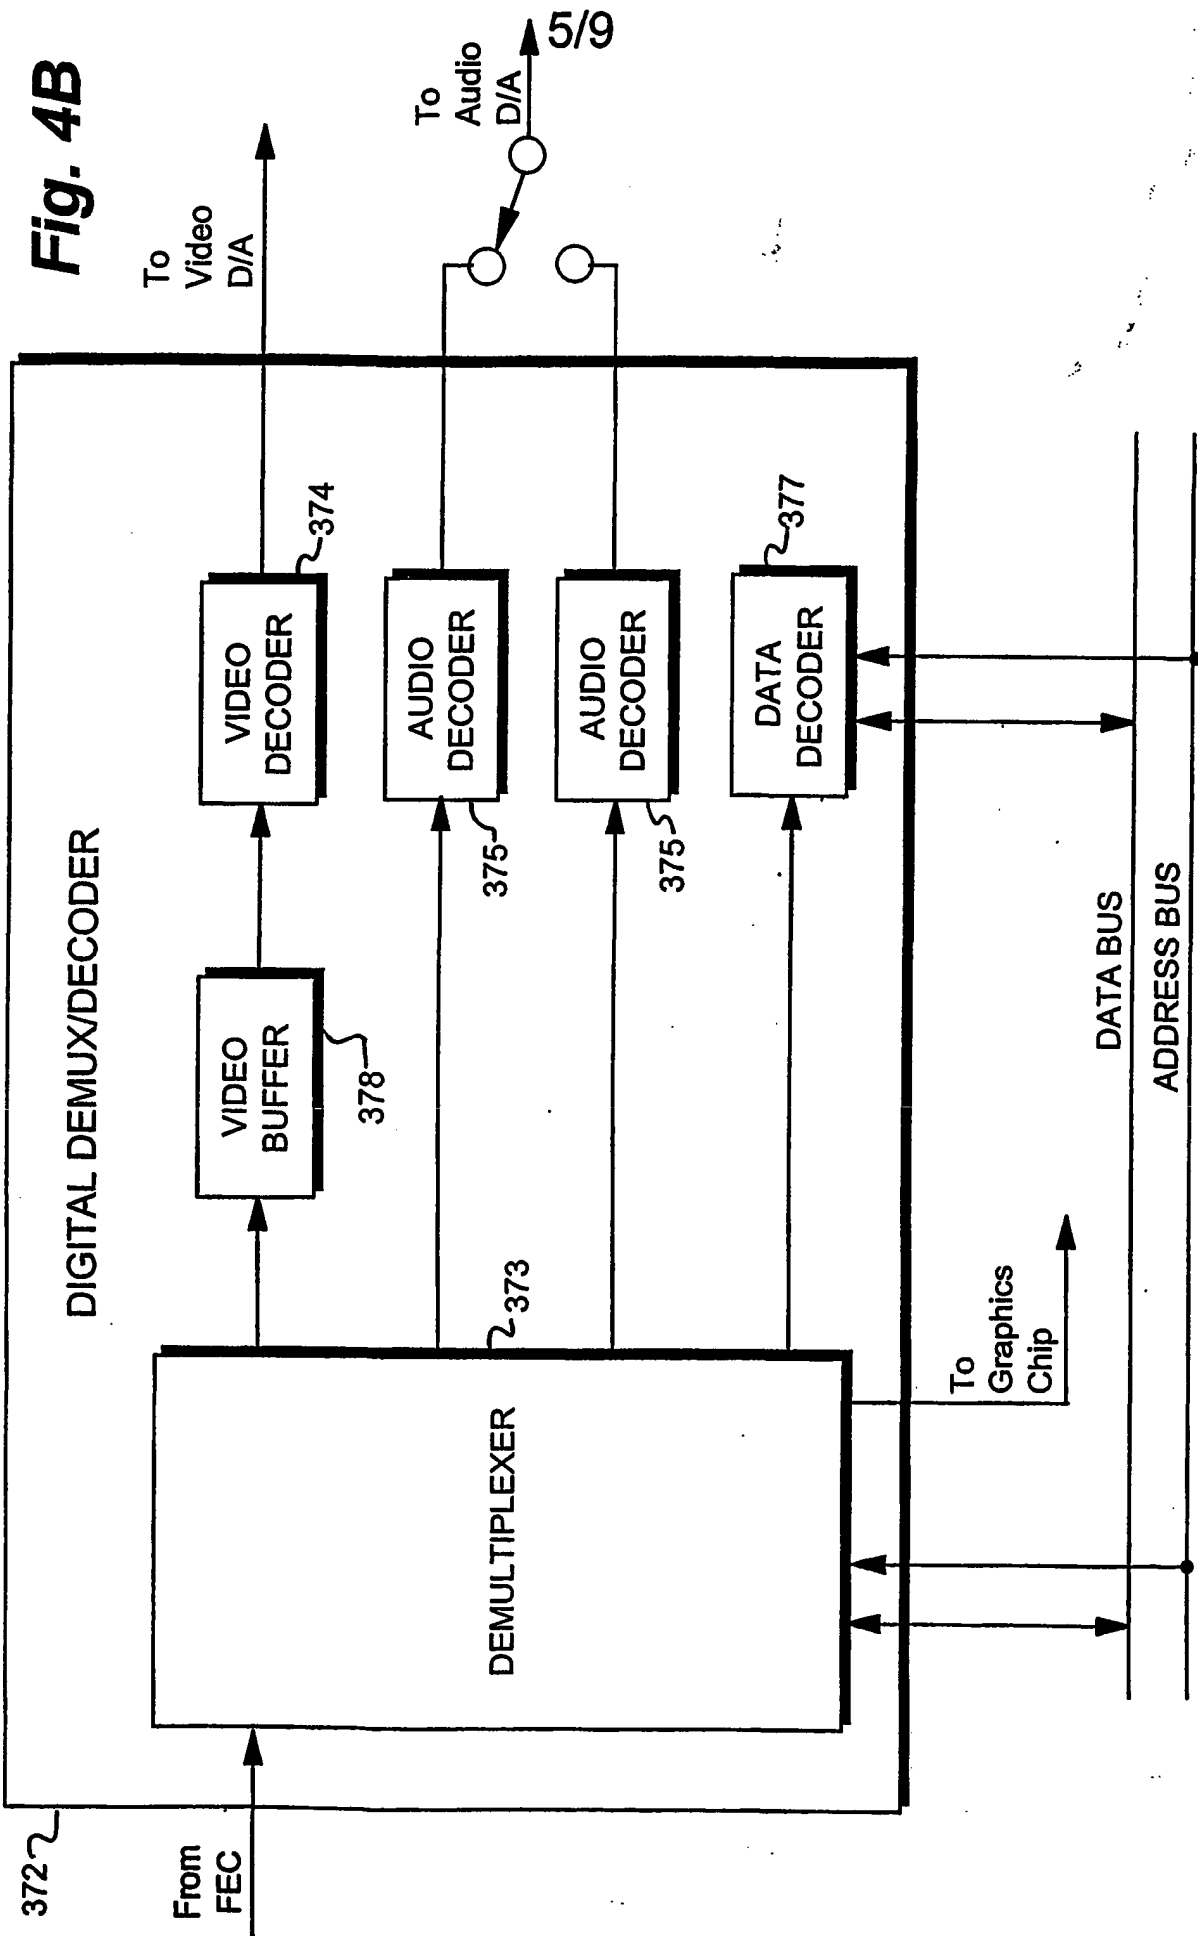 5/9
Fig. 4B
DIGITAL DEMUX/DECODER
372
From
FEC
DEMULTIPLEXER
373
VIDEO
BUFFER
378
VIDEO
DECODER
374
To
Video
D/A
AUDIO
DECODER
375
To
Audio
D/A
AUDIO
DECODER
375
DATA
DECODER
377
To
Graphics
Chip
DATA BUS
ADDRESS BUS